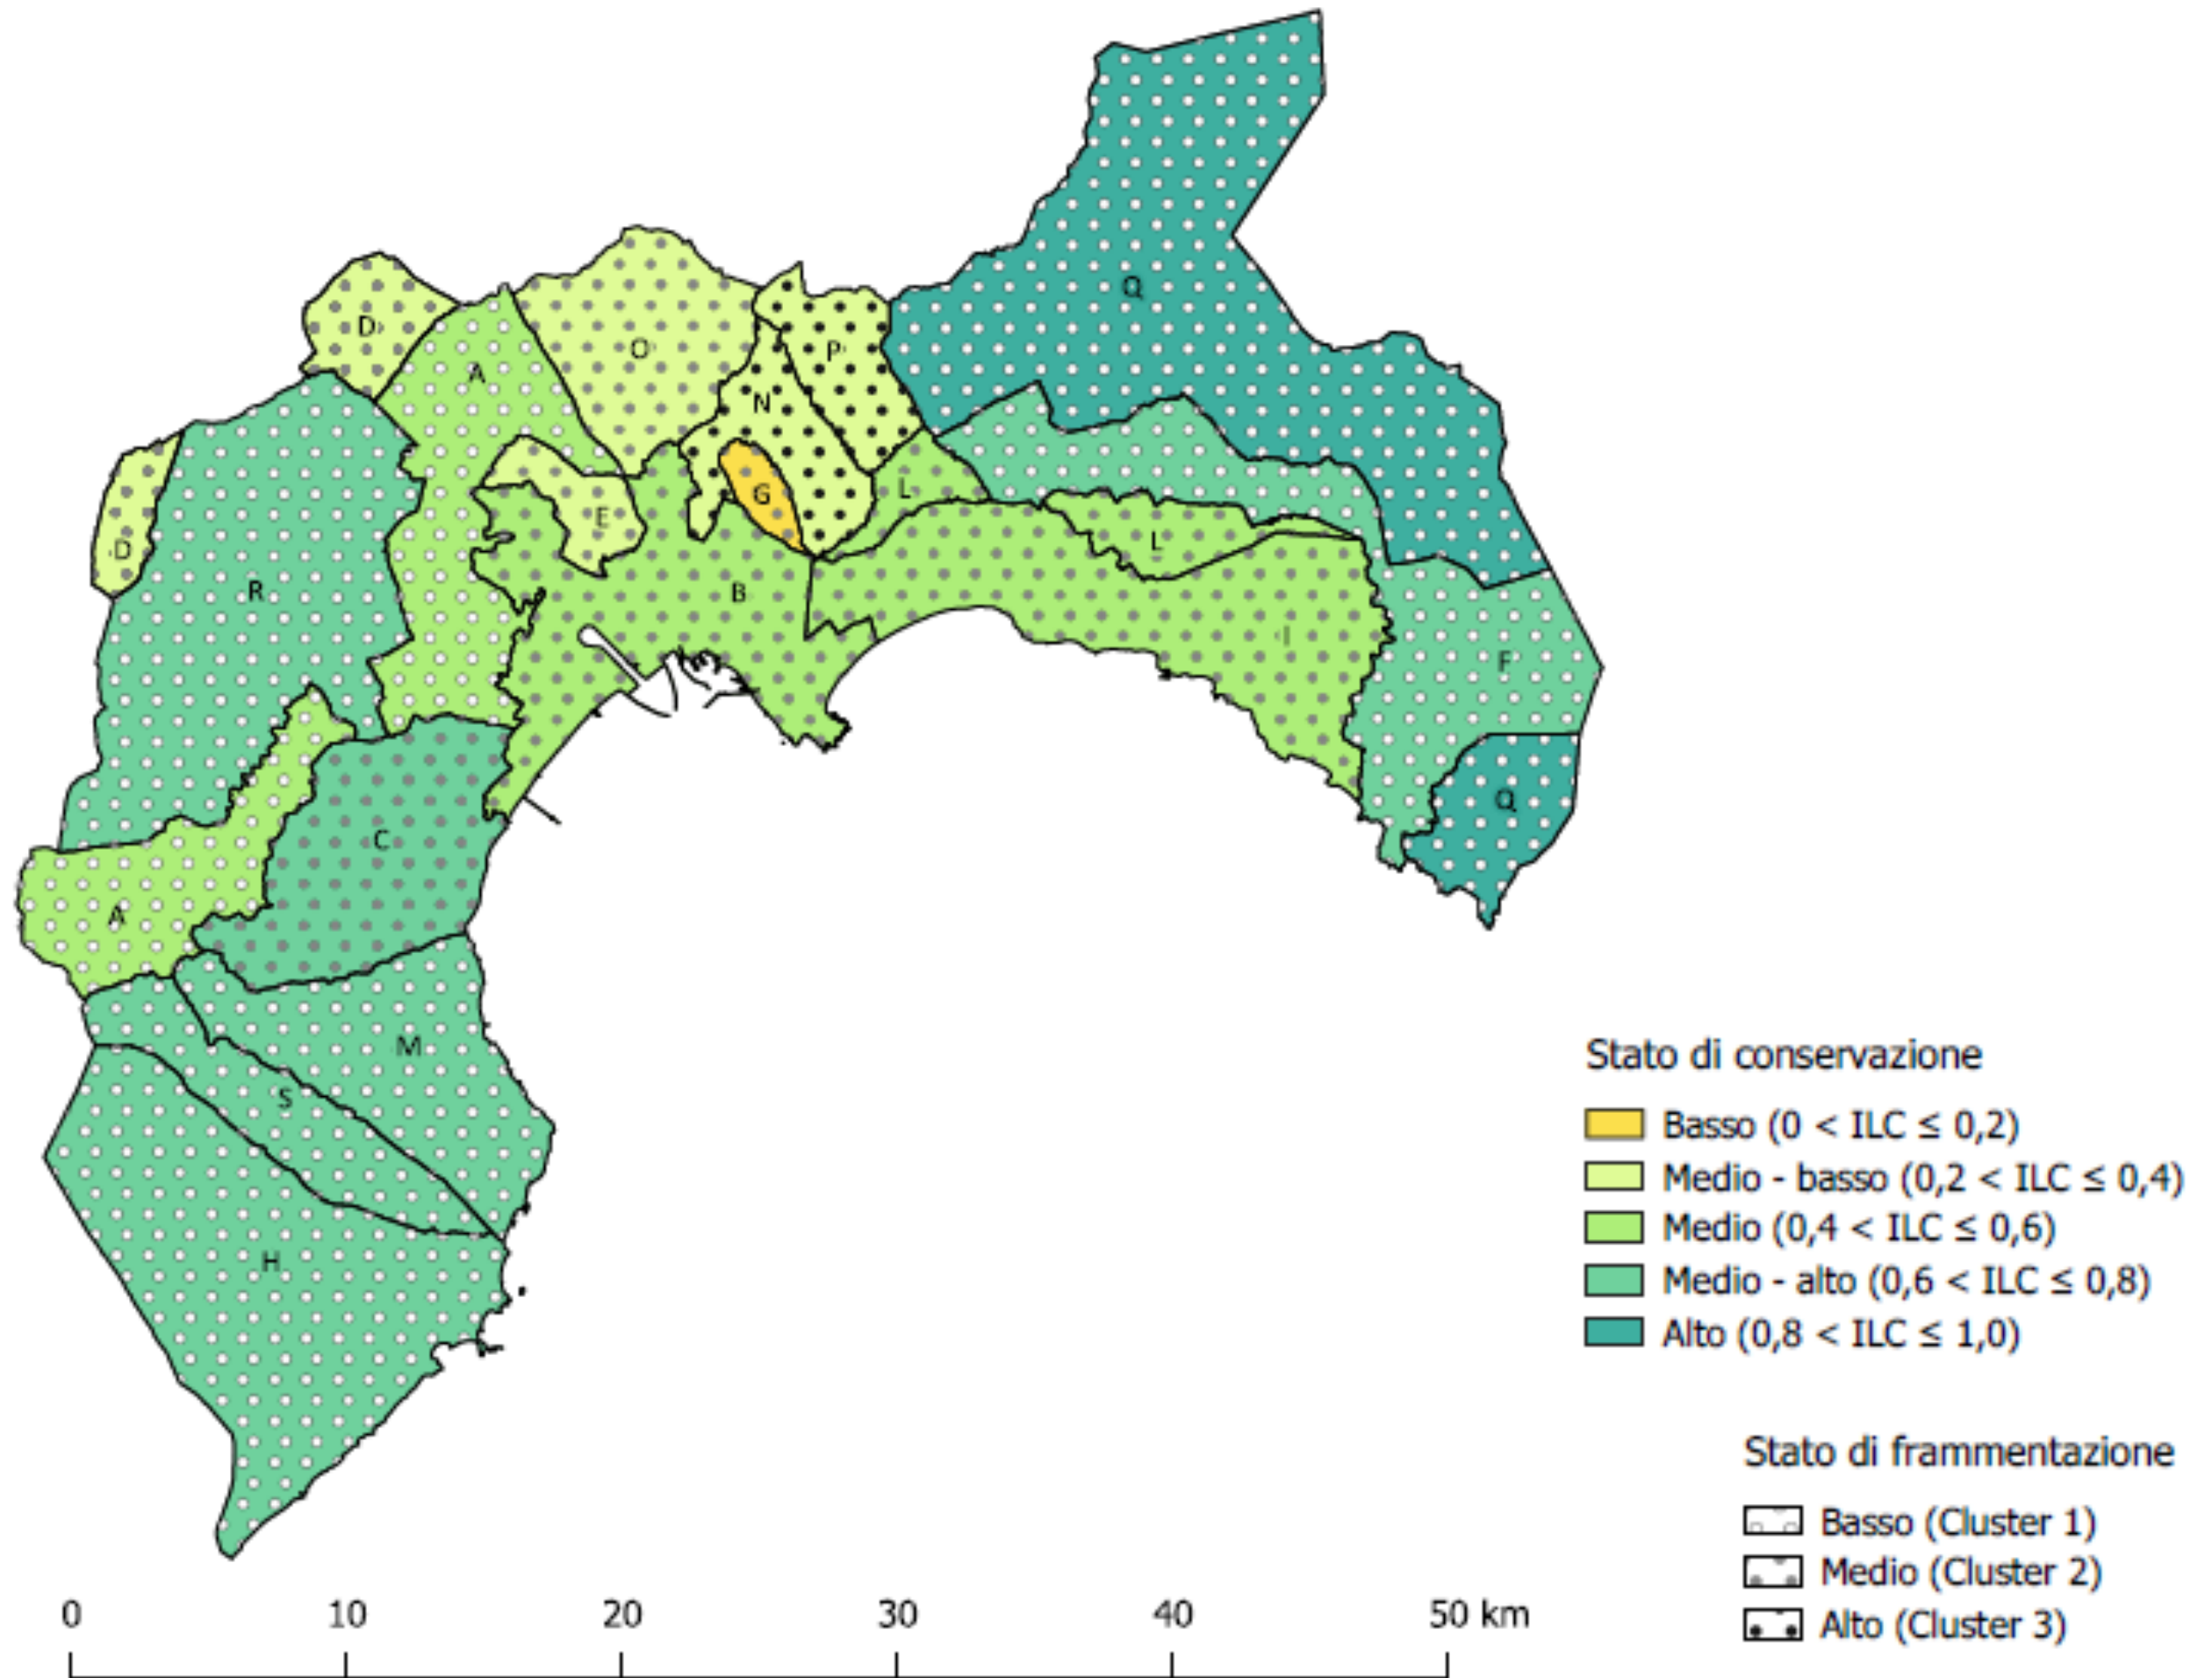 Q
D
O
P
A
N
G
L
E
D
L
R
B
I
F
Q
C
A
M
S
H
Stato di conservazione
Basso (0 < ILC ≤ 0,2)
Medio - basso (0,2 < ILC ≤ 0,4)
Medio (0,4 < ILC ≤ 0,6)
Medio - alto (0,6 < ILC ≤ 0,8)
Alto (0,8 < ILC ≤ 1,0)
Stato di frammentazione
Basso (Cluster 1)
Medio (Cluster 2)
Alto (Cluster 3)
0 10 20 30 40 50 km